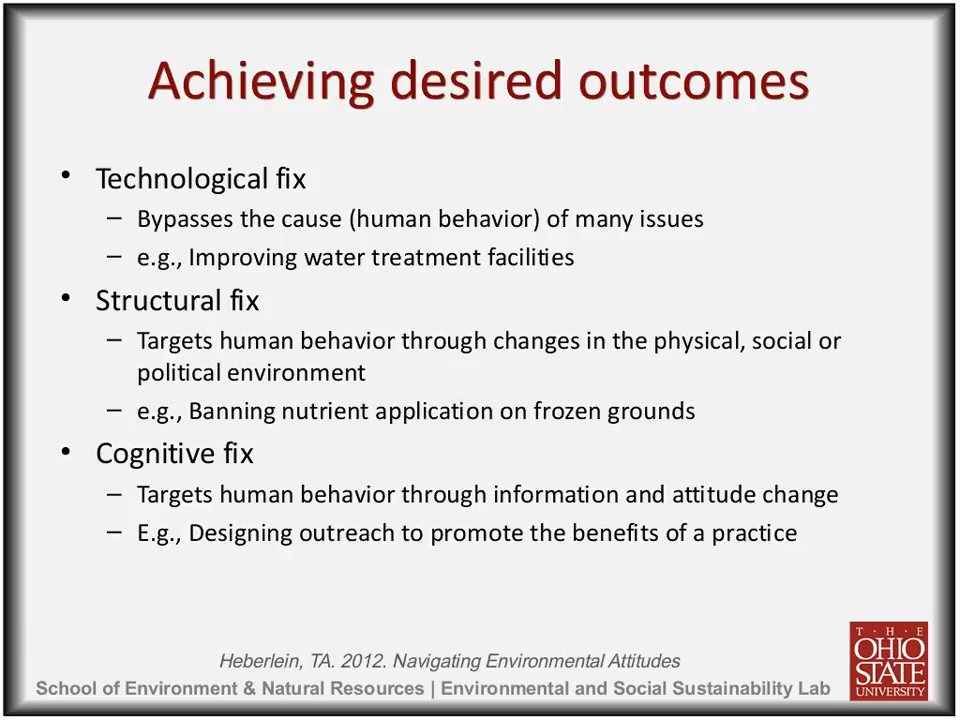 Achieving desired outcomes
• Technological fix
– Bypasses the cause (human behavior) of many issues
– e.g., Improving water treatment facilities
• Structural fix
– Targets human behavior through changes in the physical, social or
political environment
– e.g., Banning nutrient application on frozen grounds
• Cognitive fix
– Targets human behavior through information and attitude change
– E.g., Designing outreach to promote the benefits of a practice
Heberlein, TA. 2012. Navigating Environmental Attitudes
School of Environment & Natural Resources | Environmental and Social Sustainability Lab
T · H · E
OHIO
STATE
UNIVERSITY